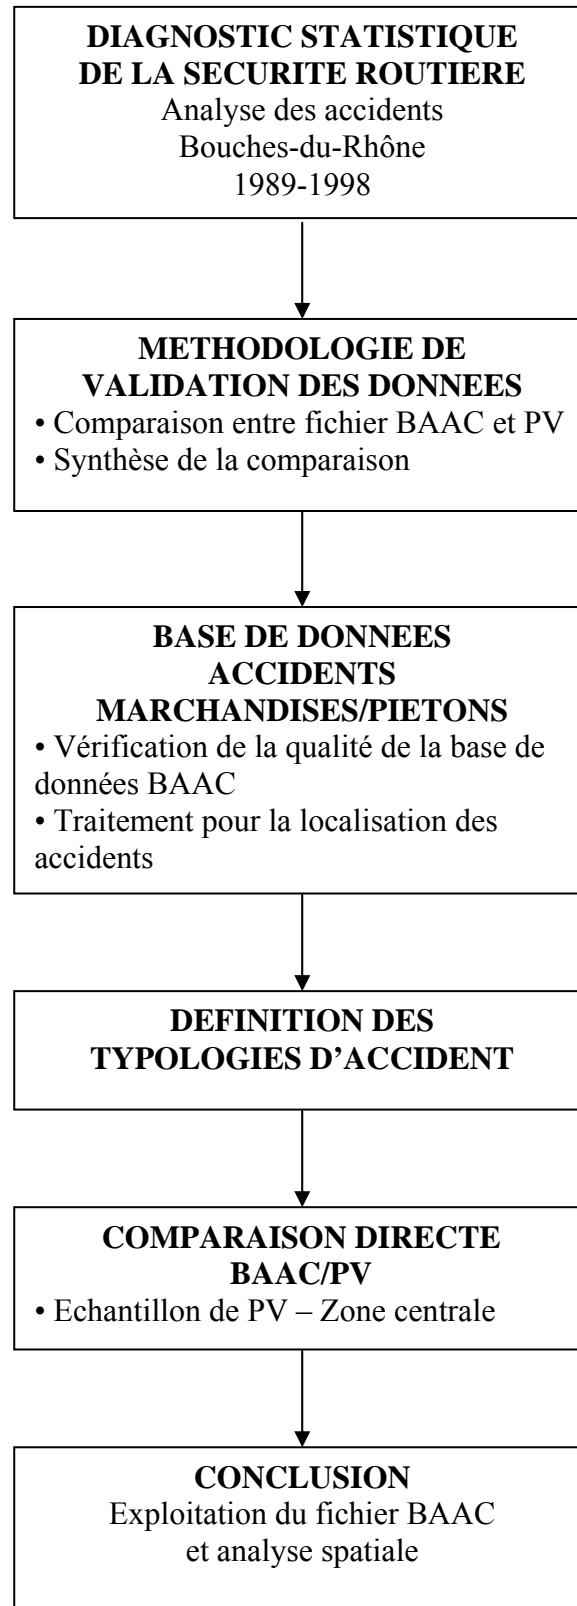 DIAGNOSTIC STATISTIQUE
DE LA SECURITE ROUTIERE
Analyse des accidents
Bouches-du-Rhône
1989-1998
METHODOLOGIE DE
VALIDATION DES DONNEES
• Comparaison entre fichier BAAC et PV
• Synthèse de la comparaison
BASE DE DONNEES
ACCIDENTS
MARCHANDISES/PIETONS
• Vérification de la qualité de la base de
données BAAC
• Traitement pour la localisation des
accidents
DEFINITION DES
TYPOLOGIES D’ACCIDENT
COMPARAISON DIRECTE
BAAC/PV
• Echantillon de PV – Zone centrale
CONCLUSION
Exploitation du fichier BAAC
et analyse spatiale